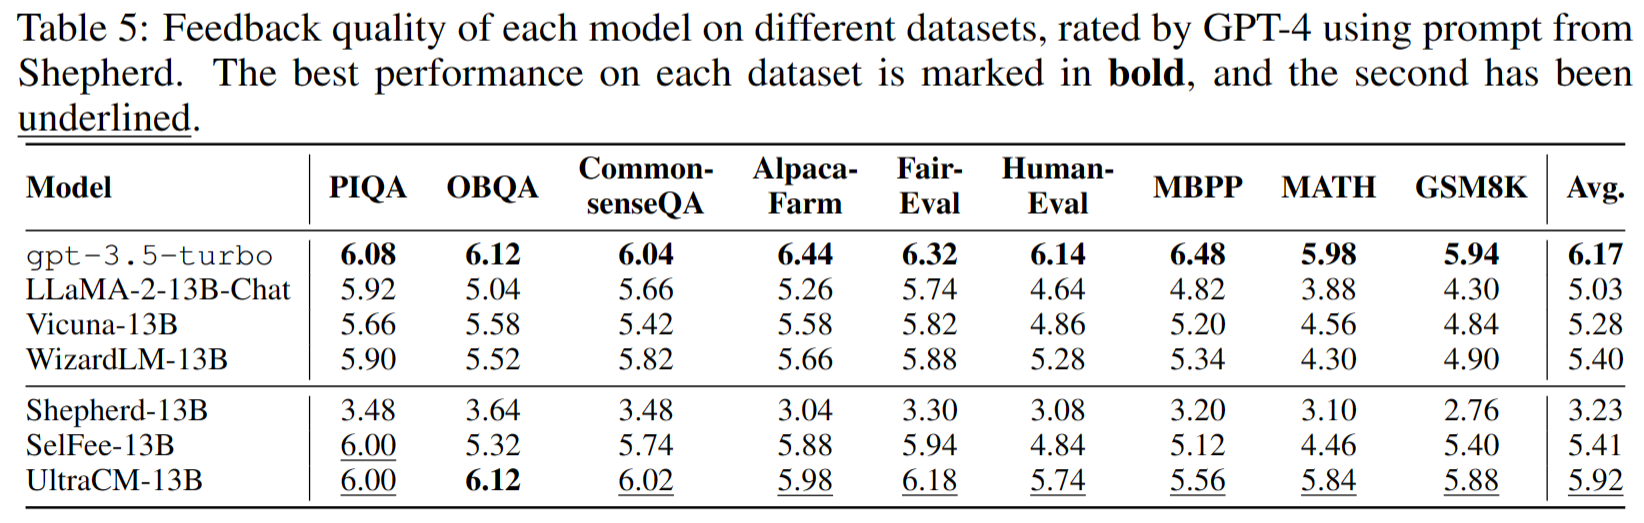 Table 5: Feedback quality of each model on different datasets, rated by GPT-4 using prompt from
Shepherd. The best performance on each dataset is marked in bold, and the second has been
underlined.
Model PIQA OBQA Common-senseQA Alpaca-Farm Fair-Eval Human-Eval MBPP MATH GSM8K Avg.
gpt-3.5-turbo 6.08 6.12 6.04 6.44 6.32 6.14 6.48 5.98 5.94 6.17
LLaMA-2-13B-Chat 5.92 5.04 5.66 5.26 5.74 4.64 4.82 3.88 4.30 5.03
Vicuna-13B 5.66 5.58 5.42 5.58 5.82 4.86 5.20 4.56 4.84 5.28
WizardLM-13B 5.90 5.52 5.82 5.66 5.88 5.28 5.34 4.30 4.90 5.40
Shepherd-13B 3.48 3.64 3.48 3.04 3.30 3.08 3.20 3.10 2.76 3.23
SelFee-13B 6.00 5.32 5.74 5.88 5.94 4.84 5.12 4.46 5.40 5.41
UltraCM-13B 6.00 6.12 6.02 5.98 6.18 5.74 5.56 5.84 5.88 5.92